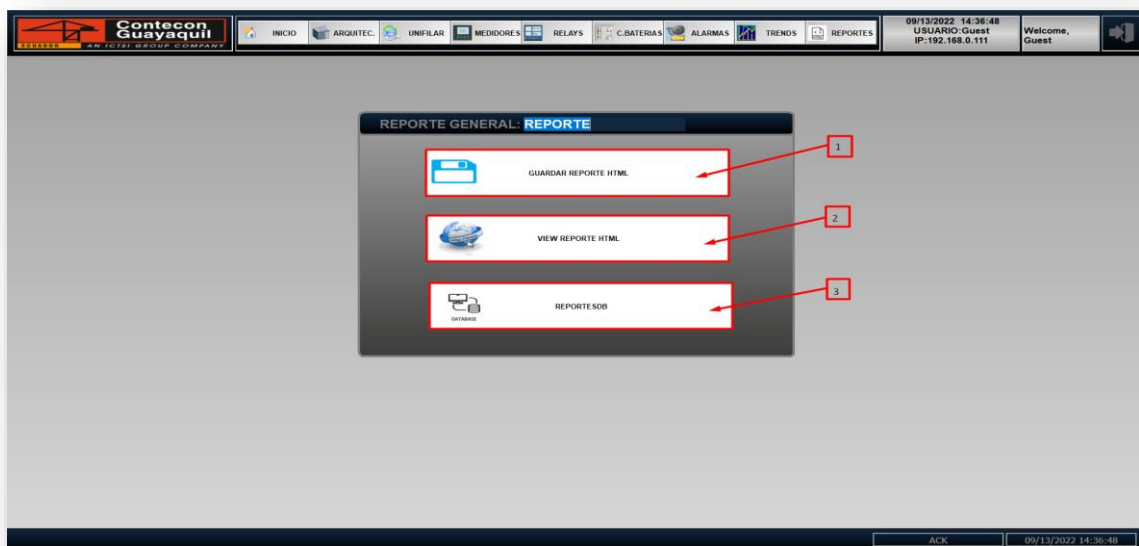 Contecon
Guayaquil
ECUADOR AN ICTSI GROUP COMPANY
INICIO ARQUITEC. UNIFILAR MEDIDORES RELAYS C.BATERIAS ALARMAS TRENDS REPORTES
09/13/2022 14:36:48
USUARIO:Guest
IP:192.168.0.111
Welcome,
Guest
REPORTE GENERAL: REPORTE
1
GUARDAR REPORTE HTML
2
VIEW REPORTE HTML
3
REPORTESDB
DATABASE
ACK 09/13/2022 14:36:48